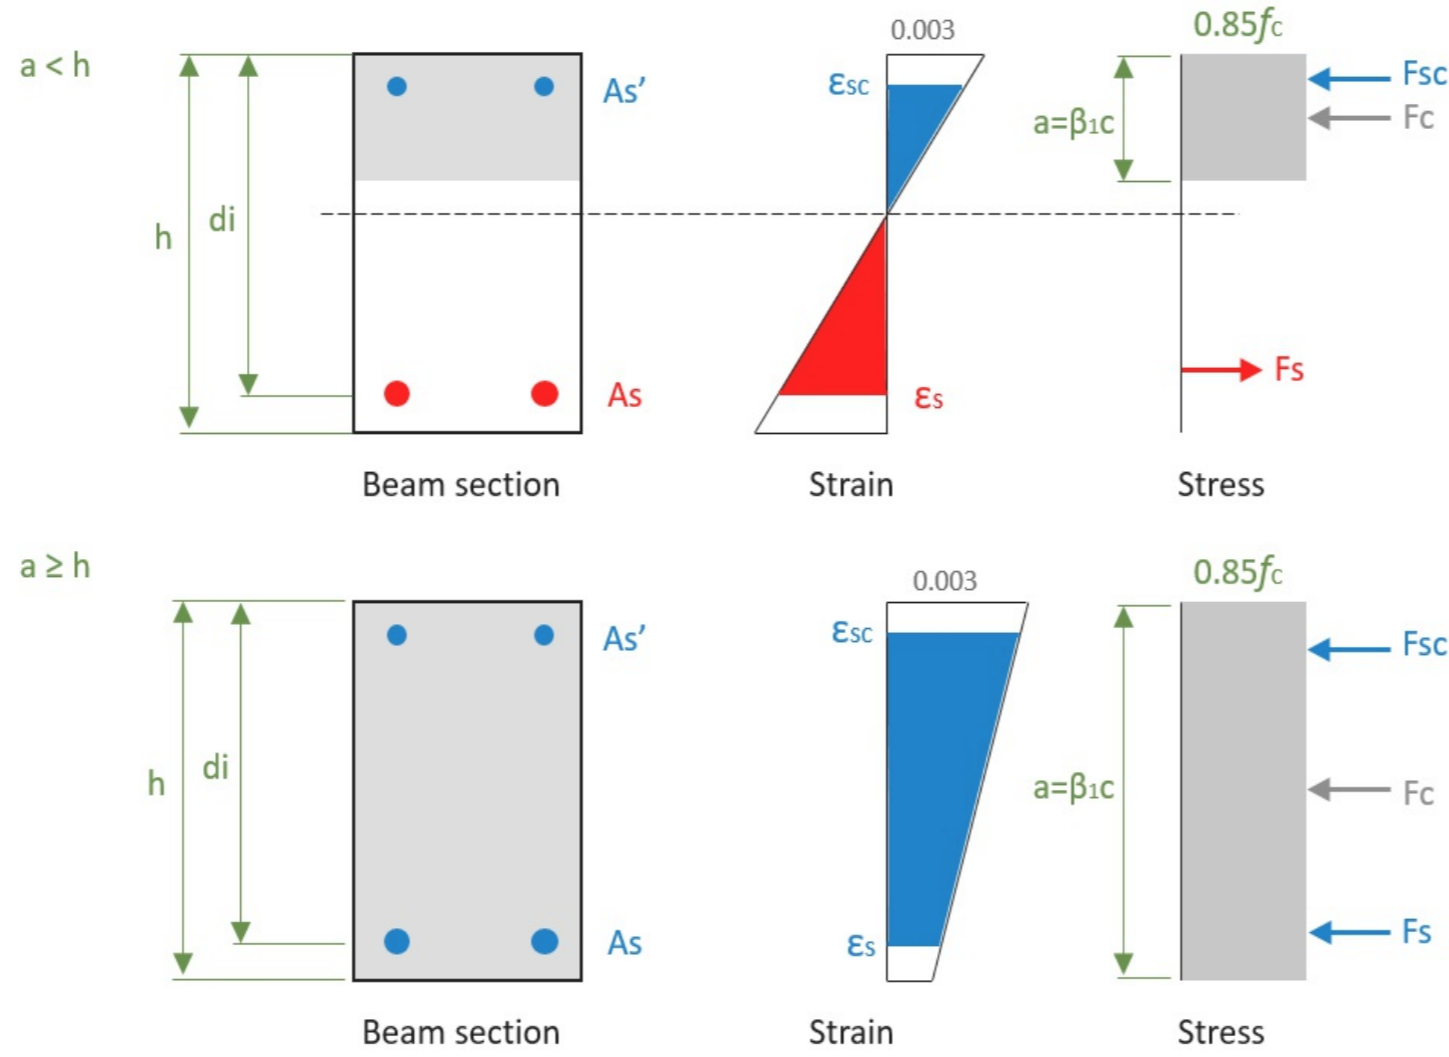 0.003
0.85fc
a < h
εsc
As’
Fsc
Fc
a=β1c
di
h
Fs
As
εs
Beam section
Strain
Stress
a ≥ h
0.003
0.85fc
εsc
As’
Fsc
di
h
a=β1c
Fc
As
εs
Fs
Beam section
Strain
Stress